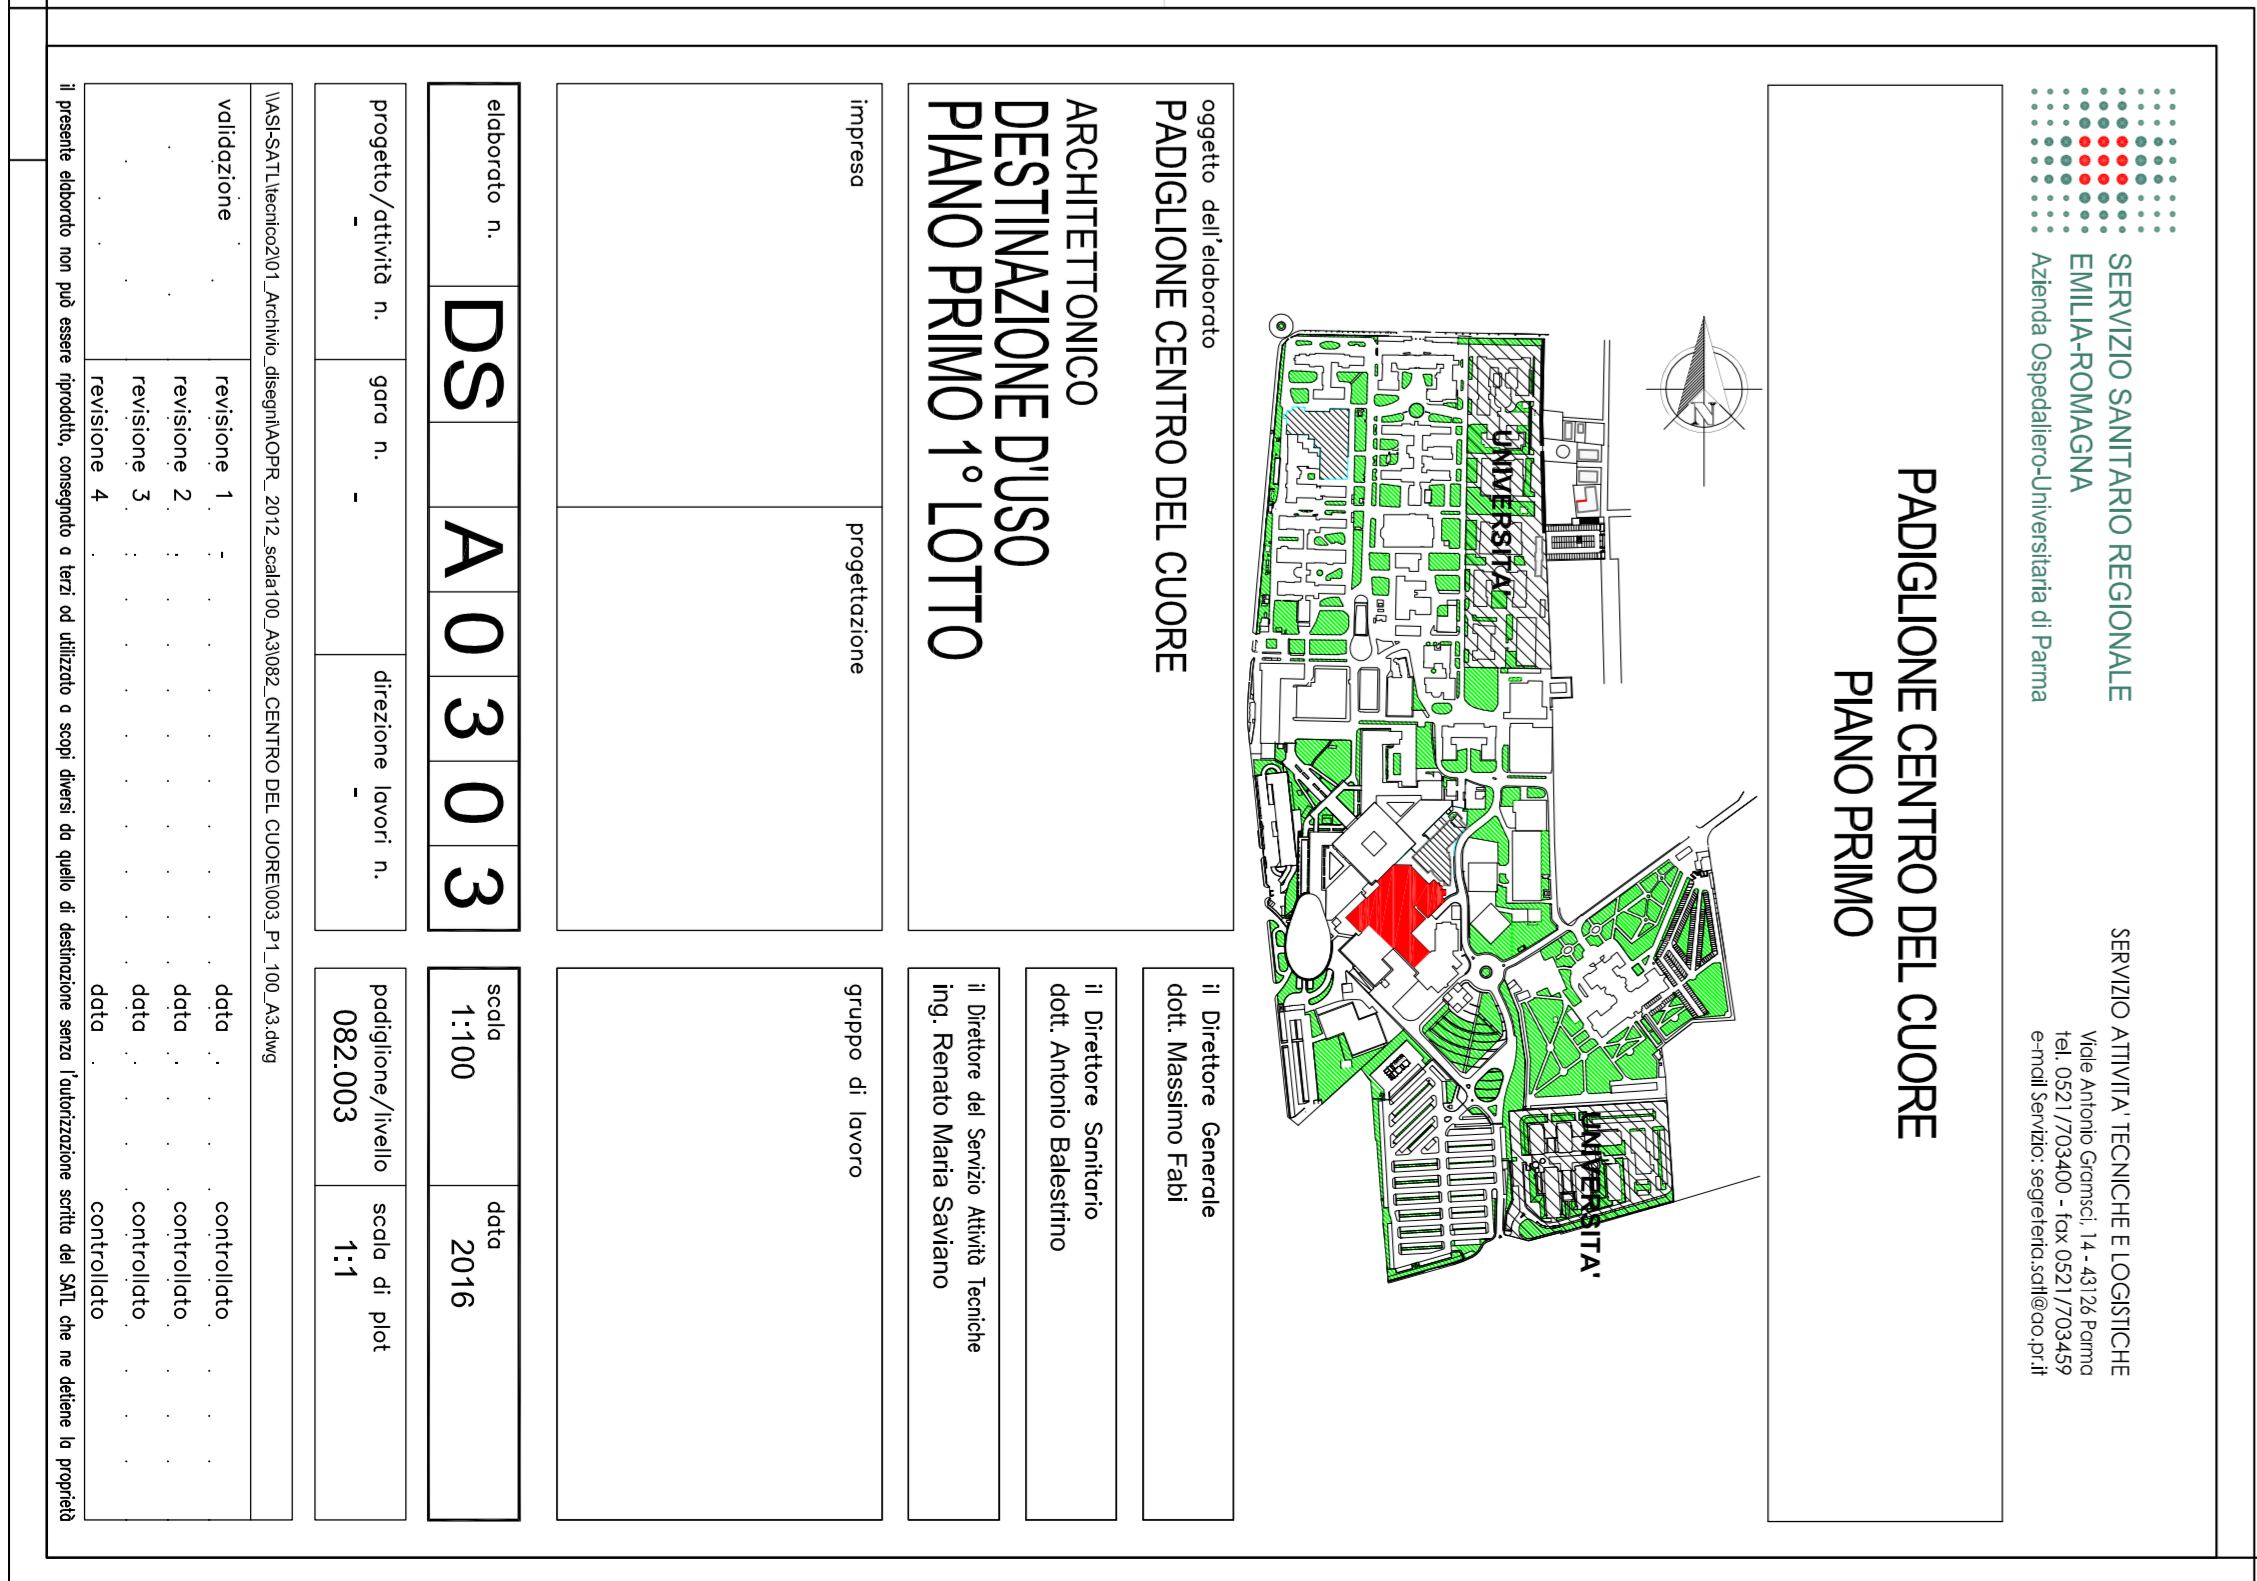 SERVIZIO SANITARIO REGIONALE
EMILIA-ROMAGNA
Azienda Ospedaliero-Universitaria di Parma
SERVIZIO ATTIVITA' TECNICHE E LOGISTICHE
Viale Antonio Gramsci, 14 - 43126 Parma
tel. 0521/703400 - fax 0521/703459
e-mail Servizio: segreteria.satl@ao.pr.it
PADIGLIONE CENTRO DEL CUORE
PIANO PRIMO
N
UNIVERSITA'
UNIVERSITA'
oggetto dell'elaborato
PADIGLIONE CENTRO DEL CUORE
ARCHITETTONICO
DESTINAZIONE D'USO
PIANO PRIMO 1° LOTTO
il Direttore Generale
dott. Massimo Fabi
il Direttore Sanitario
dott. Antonio Balestrino
il Direttore del Servizio Attività Tecniche
ing. Renato Maria Saviano
impresa
progettazione
gruppo di lavoro
elaborato n.
DS A 0 3 0 3
scala
1:100
data
2016
progetto/attività n.
-
gara n.
-
direzione lavori n.
-
padiglione/livello
082.003
scala di plot
1:1
\\ASI-SATL\tecnico2\01_Archivio_disegni\AOPR_ 2012_scala100_A3\082_CENTRO DEL CUORE\003_P1_100_A3.dwg
validazione
revisione 1 - data controllato
revisione 2 data controllato
revisione 3 data controllato
revisione 4 data controllato
il presente elaborato non può essere riprodotto, consegnato a terzi od utilizzato a scopi diversi da quello di destinazione senza l'autorizzazione scritta del SATL che ne detiene la proprietà